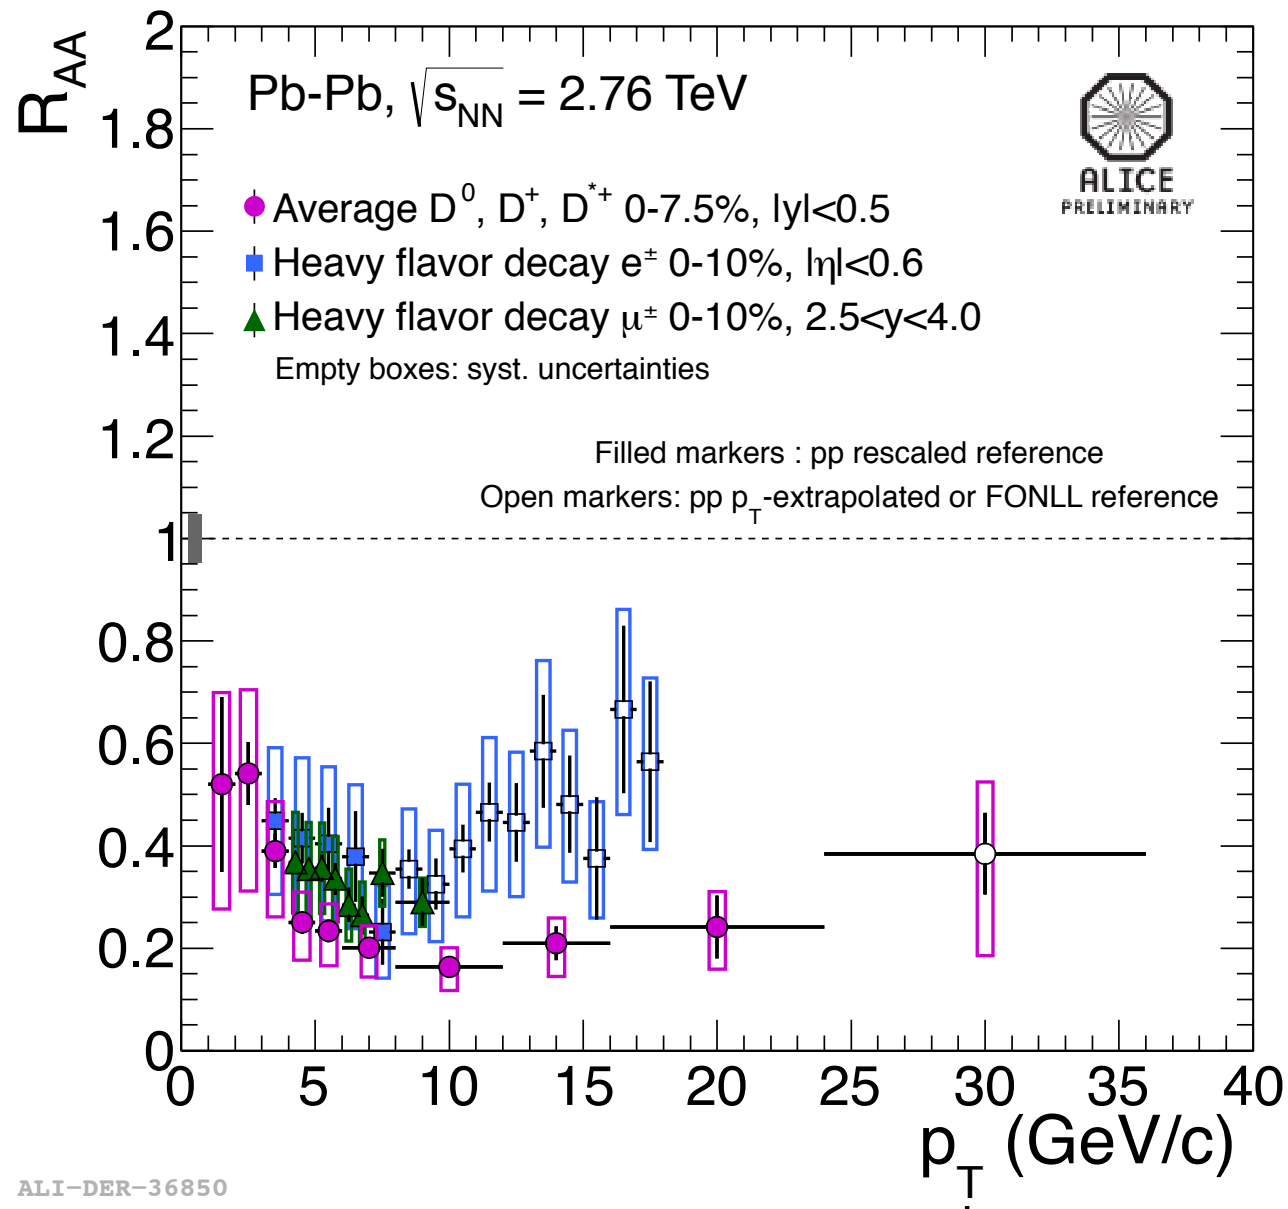 R_AA
Pb-Pb, √s_NN = 2.76 TeV
ALICE
PRELIMINARY
Average D^0, D^+, D^*+ 0-7.5%, |y|<0.5
Heavy flavor decay e^± 0-10%, |η|<0.6
Heavy flavor decay μ^± 0-10%, 2.5<y<4.0
Empty boxes: syst. uncertainties
Filled markers : pp rescaled reference
Open markers: pp p_T-extrapolated or FONLL reference
2
1.8
1.6
1.4
1.2
1
0.8
0.6
0.4
0.2
0
0 5 10 15 20 25 30 35 40
p_T (GeV/c)
ALI-DER-36850